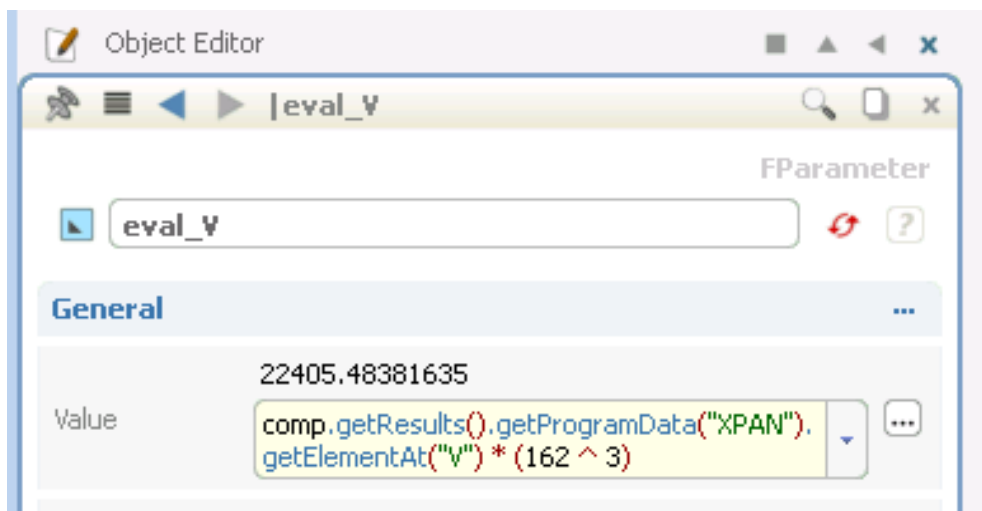 Object Editor
|eval_V
FParameter
eval_V
?
General
...
22405.48381635
Value
comp.getResults().getProgramData("XPAN").
getElementAt("V") * (162 ^ 3)
...